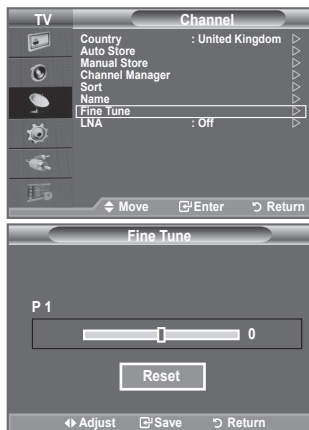 TV Channel
Country : United Kingdom
Auto Store
Manual Store
Channel Manager
Sort
Name
Fine Tune
LNA : Off
Move Enter Return
Fine Tune
P 1
0
Reset
Adjust Save Return